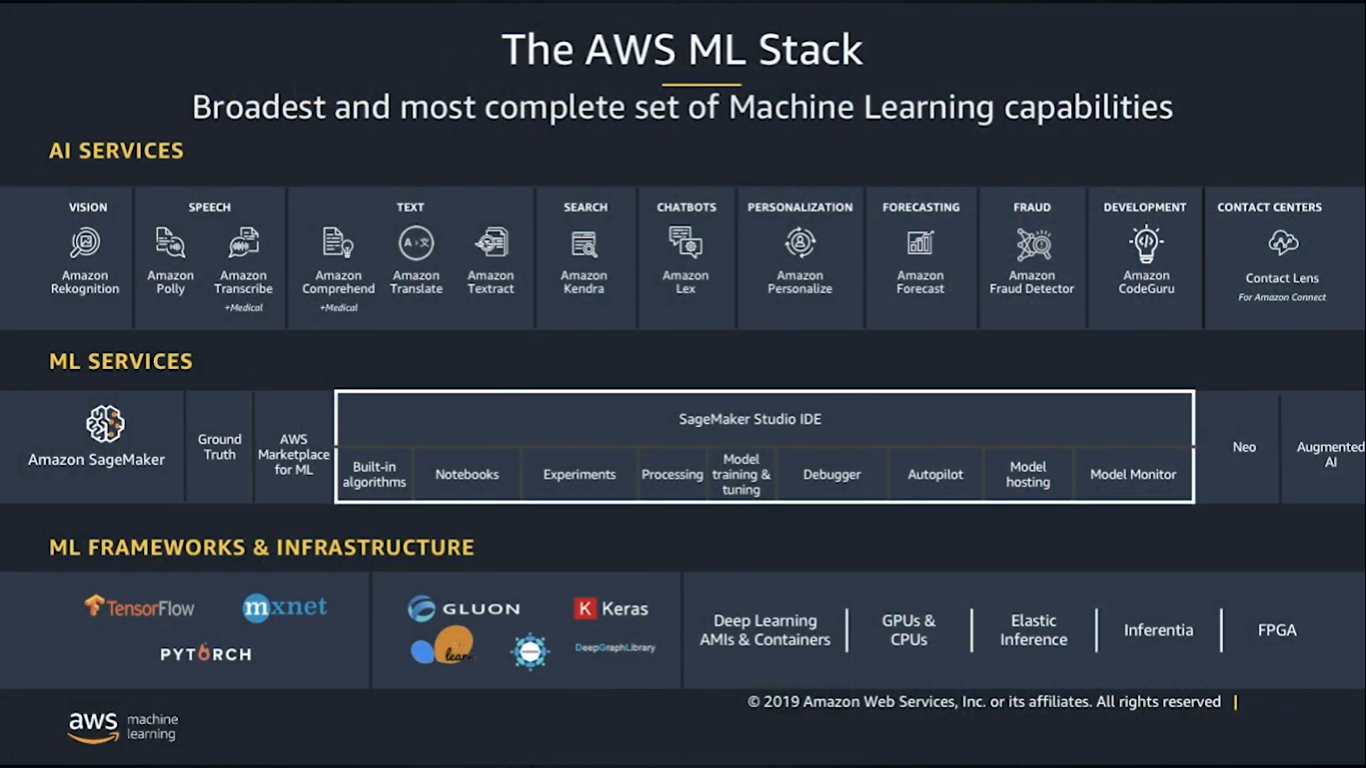 The AWS ML Stack
Broadest and most complete set of Machine Learning capabilities
AI SERVICES
VISION
Amazon
Rekognition
SPEECH
Amazon
Polly
Amazon
Transcribe
+Medical
TEXT
Amazon
Comprehend
+Medical
Amazon
Translate
Amazon
Textract
SEARCH
Amazon
Kendra
CHATBOTS
Amazon
Lex
PERSONALIZATION
Amazon
Personalize
FORECASTING
Amazon
Forecast
FRAUD
Amazon
Fraud Detector
DEVELOPMENT
Amazon
CodeGuru
CONTACT CENTERS
Contact Lens
For Amazon Connect
ML SERVICES
Amazon SageMaker
Ground
Truth
AWS
Marketplace
for ML
SageMaker Studio IDE
Built-in
algorithms
Notebooks
Experiments
Processing
Model
training &
tuning
Debugger
Autopilot
Model
hosting
Model Monitor
Neo
Augmented
AI
ML FRAMEWORKS & INFRASTRUCTURE
TensorFlow
mxnet
PYTORCH
GLUON
K Keras
learn
DeepGraphLibrary
Deep Learning
AMIs & Containers
GPUs &
CPUs
Elastic
Inference
Inferentia
FPGA
© 2019 Amazon Web Services, Inc. or its affiliates. All rights reserved
aws machine
learning